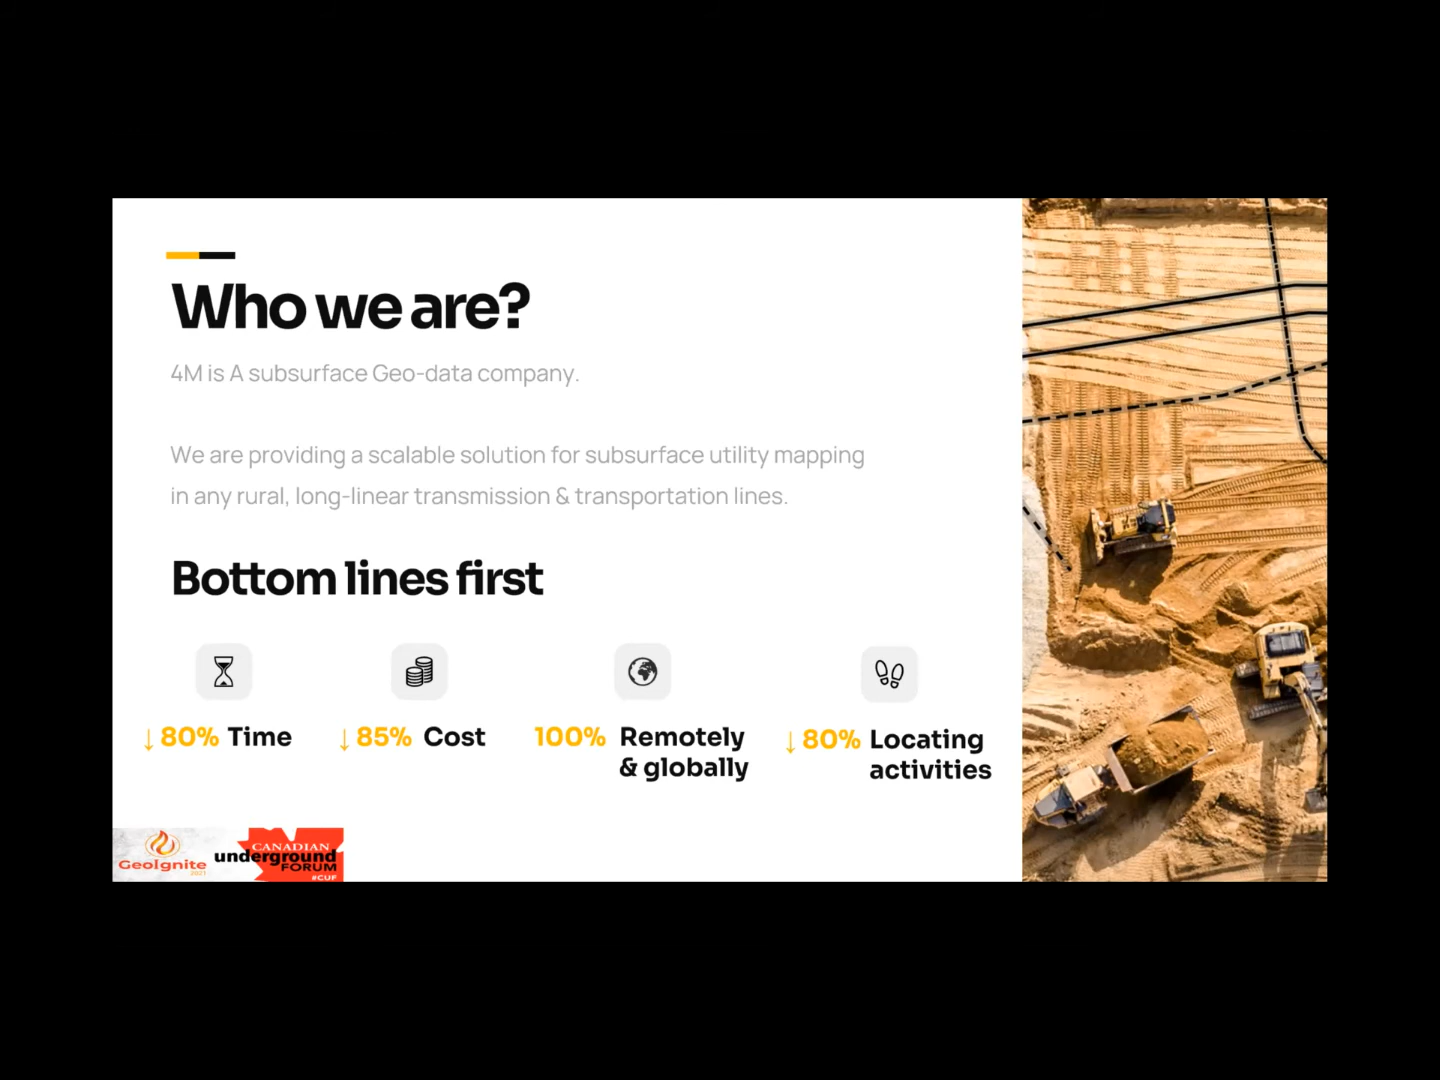 Who we are?
4M is A subsurface Geo-data company.
We are providing a scalable solution for subsurface utility mapping
in any rural, long-linear transmission & transportation lines.
Bottom lines first
↓ 80% Time
↓ 85% Cost
100% Remotely
& globally
↓ 80% Locating
activities
GeoIgnite
2021
CANADIAN
underground
FORUM
#CUF